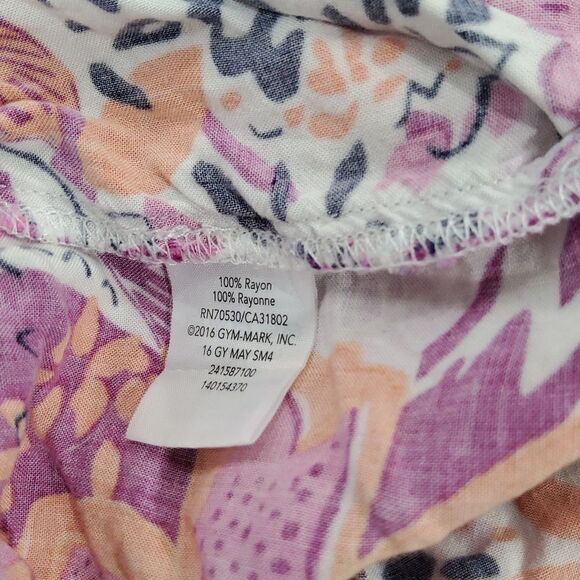 100% Rayon
100% Rayonne
RN70530/CA31802
©2016 GYM-MARK, INC.
16 GY MAY SM4
241587100
140154370